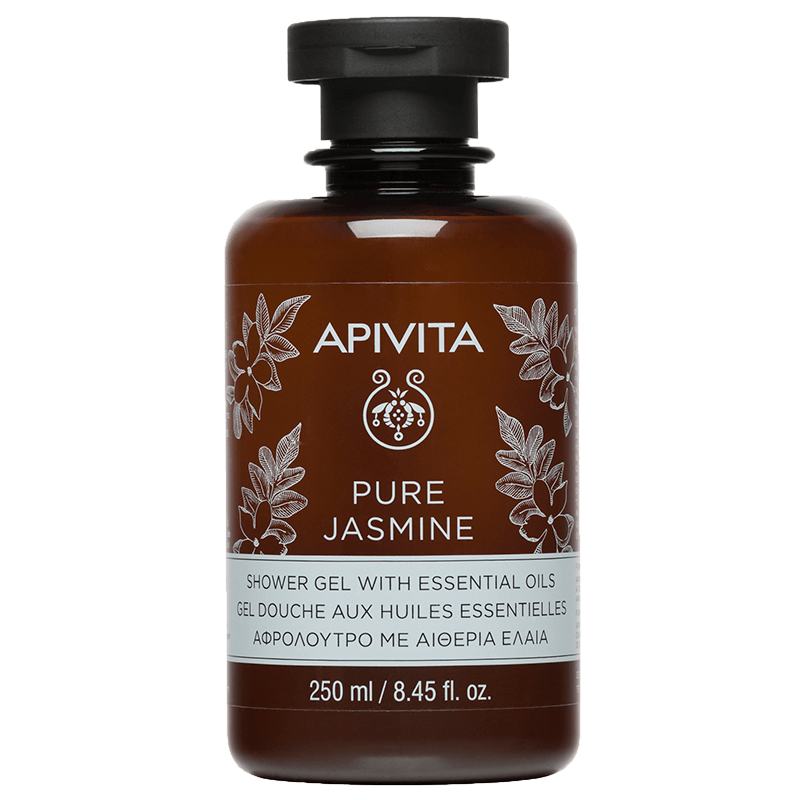 APIVITA
PURE
JASMINE
SHOWER GEL WITH ESSENTIAL OILS
GEL DOUCHE AUX HUILES ESSENTIELLES
ΑΦΡΟΛΟΥΤΡΟ ΜΕ ΑΙΘΕΡΙΑ ΕΛΑΙΑ
250 ml / 8.45 fl. oz.